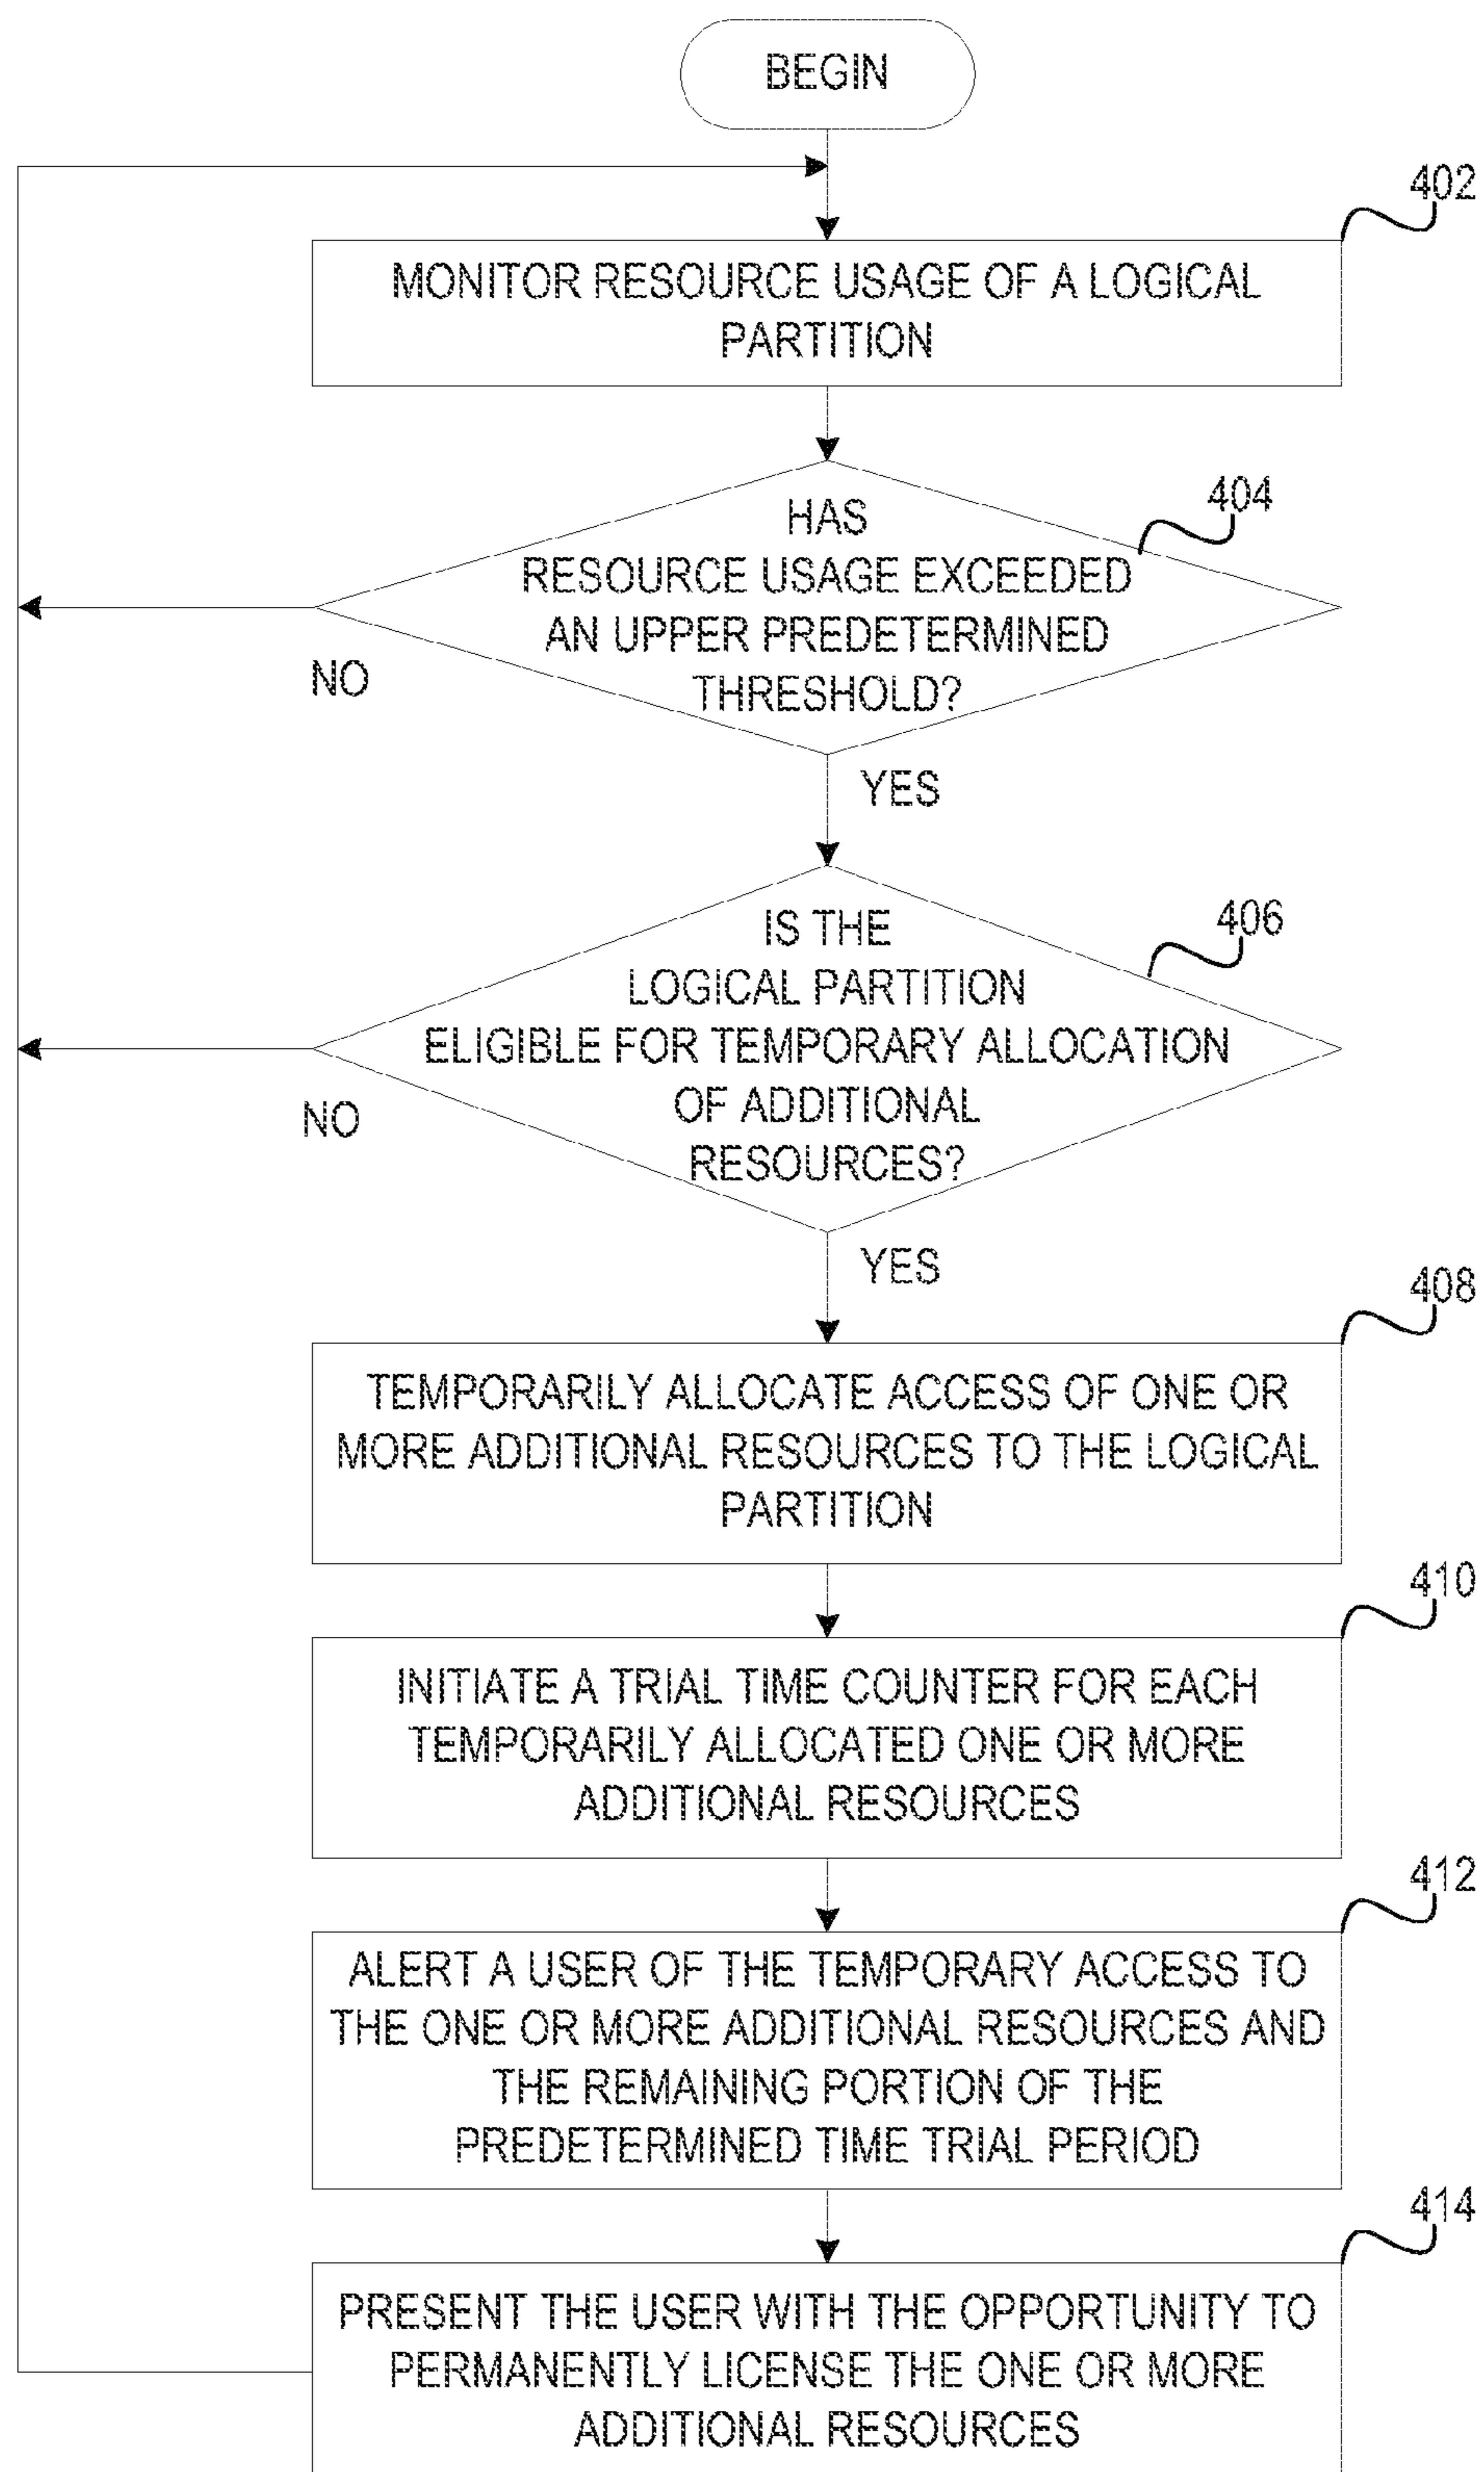 BEGIN
402
MONITOR RESOURCE USAGE OF A LOGICAL
PARTITION
404
HAS
RESOURCE USAGE EXCEEDED
AN UPPER PREDETERMINED
THRESHOLD?
NO
YES
406
IS THE
LOGICAL PARTITION
ELIGIBLE FOR TEMPORARY ALLOCATION
OF ADDITIONAL
RESOURCES?
NO
YES
408
TEMPORARILY ALLOCATE ACCESS OF ONE OR
MORE ADDITIONAL RESOURCES TO THE LOGICAL
PARTITION
410
INITIATE A TRIAL TIME COUNTER FOR EACH
TEMPORARILY ALLOCATED ONE OR MORE
ADDITIONAL RESOURCES
412
ALERT A USER OF THE TEMPORARY ACCESS TO
THE ONE OR MORE ADDITIONAL RESOURCES AND
THE REMAINING PORTION OF THE
PREDETERMINED TIME TRIAL PERIOD
414
PRESENT THE USER WITH THE OPPORTUNITY TO
PERMANENTLY LICENSE THE ONE OR MORE
ADDITIONAL RESOURCES